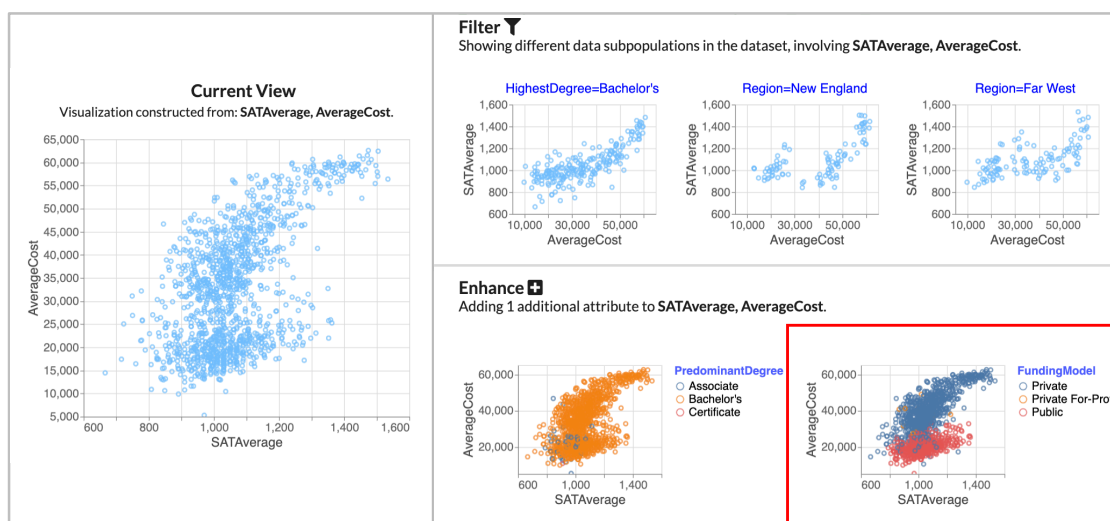 Current View
Visualization constructed from: SATAverage, AverageCost.
65,000
60,000
55,000
50,000
45,000
40,000
35,000
30,000
25,000
20,000
15,000
10,000
5,000
AverageCost
600 800 1,000 1,200 1,400 1,600
SATAverage
Filter
Showing different data subpopulations in the dataset, involving SATAverage, AverageCost.
HighestDegree=Bachelor's
1,600
1,400
1,200
1,000
800
600
SATAverage
10,000 30,000 50,000
AverageCost
Region=New England
1,600
1,400
1,200
1,000
800
600
SATAverage
10,000 30,000 50,000
AverageCost
Region=Far West
1,600
1,400
1,200
1,000
800
600
SATAverage
10,000 30,000 50,000
AverageCost
Enhance
Adding 1 additional attribute to SATAverage, AverageCost.
60,000
40,000
20,000
AverageCost
600 1,000 1,400
SATAverage
PredominantDegree
Associate
Bachelor's
Certificate
60,000
40,000
20,000
AverageCost
600 1,000 1,400
SATAverage
FundingModel
Private
Private For-Pro
Public